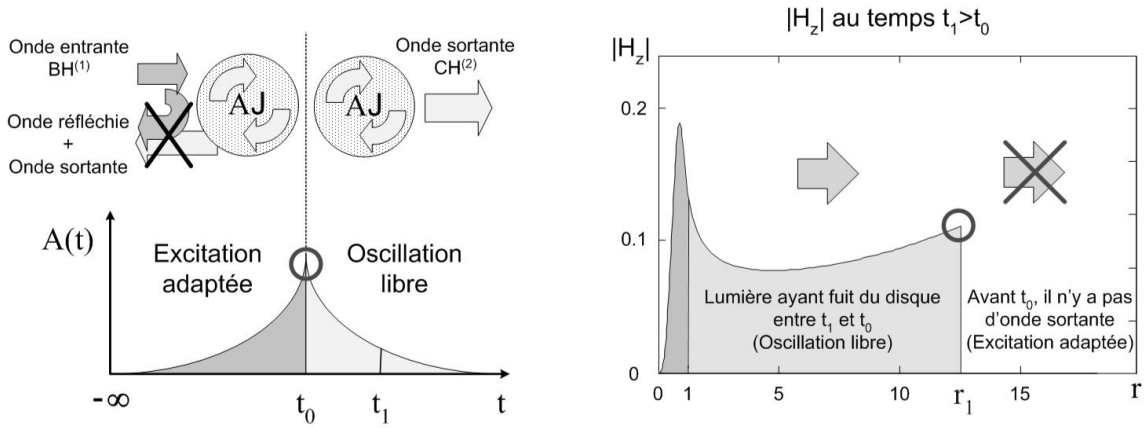 Onde entrante
BH(1)
Onde réfléchie
+
Onde sortante
AJ
AJ
Onde sortante
CH(2)
A(t)
Excitation
adaptée
Oscillation
libre
-∞
t0
t1
t
|Hz| au temps t1>t0
|Hz|
0.2
0.1
0
Lumière ayant fuit du disque
entre t1 et t0
(Oscillation libre)
Avant t0, il n'y a pas
d'onde sortante
(Excitation adaptée)
0
1
5
10
r1
15
r